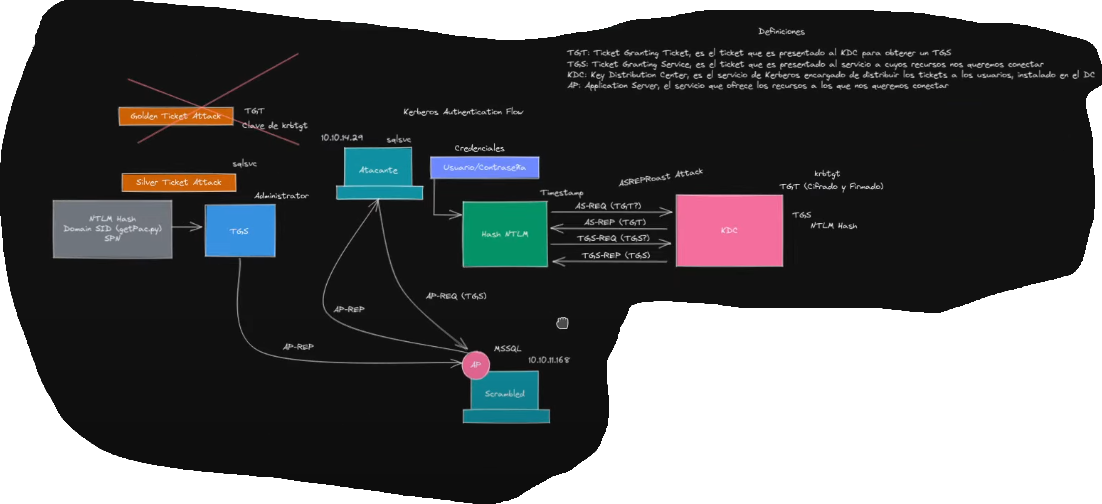 Definiciones
TGT: Ticket Granting Ticket, es el ticket que es presentado al KDC para obtener un TGS
TGS: Ticket Granting Service, es el ticket que es presentado al servicio a cuyos recursos nos queremos conectar
KDC: Key Distribution Center, es el servicio de Kerberos encargado de distribuir los tickets a los usuarios, instalado en el DC
AP: Application Server, el servicio que ofrece los recursos a los que nos queremos conectar
Golden Ticket Attack
TGT
Clave de krbtgt
Kerberos Authentication Flow
10.10.14.29
sqlsvc
Atacante
Credenciales
Usuario/Contraseña
sqlsvc
Silver Ticket Attack
Administrator
NTLM Hash
Domain SID (getPac.py)
SPN
TGS
Timestamp
ASREPRoast Attack
Hash NTLM
AS-REQ (TGT?)
AS-REP (TGT)
TGS-REQ (TGS?)
TGS-REP (TGS)
KDC
krbtgt
TGT (Cifrado y Firmado)
TGS
NTLM Hash
AP-REP
AP-REQ (TGS)
AP-REP
MSSQL
AP
10.10.11.168
Scrambled